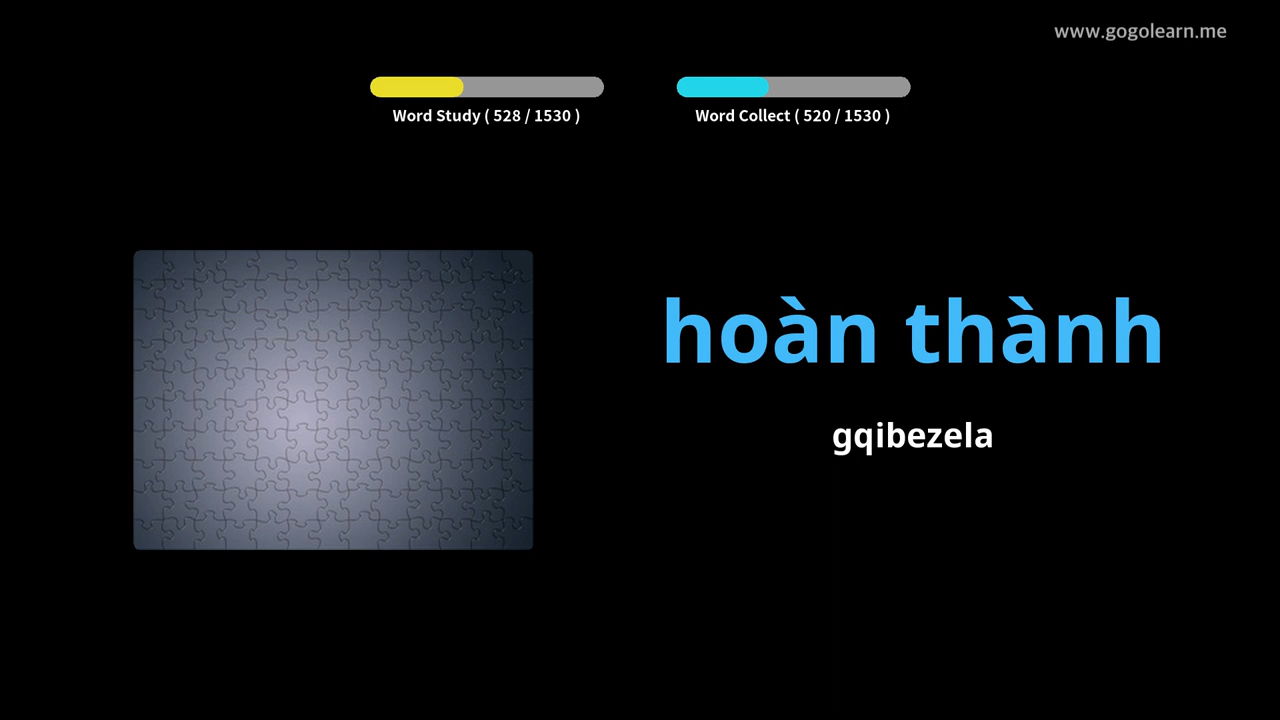 www.gogolearn.me
Word Study ( 528 / 1530 )
Word Collect ( 520 / 1530 )
hoàn thành
gqibezela